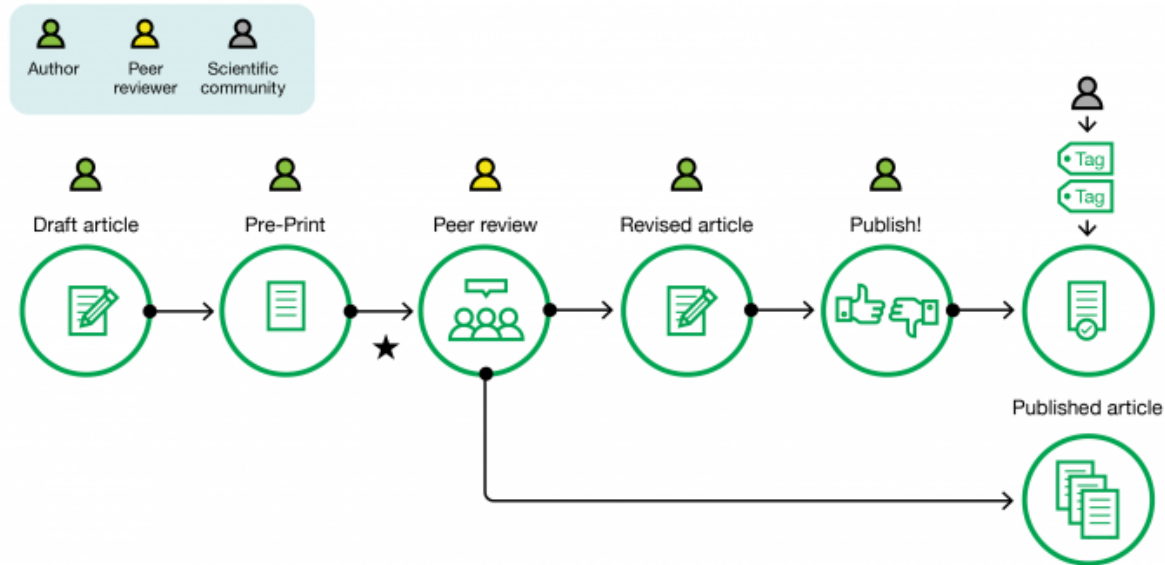 Author
Peer
reviewer
Scientific
community
Tag
Tag
Draft article
Pre-Print
Peer review
Revised article
Publish!
Published article